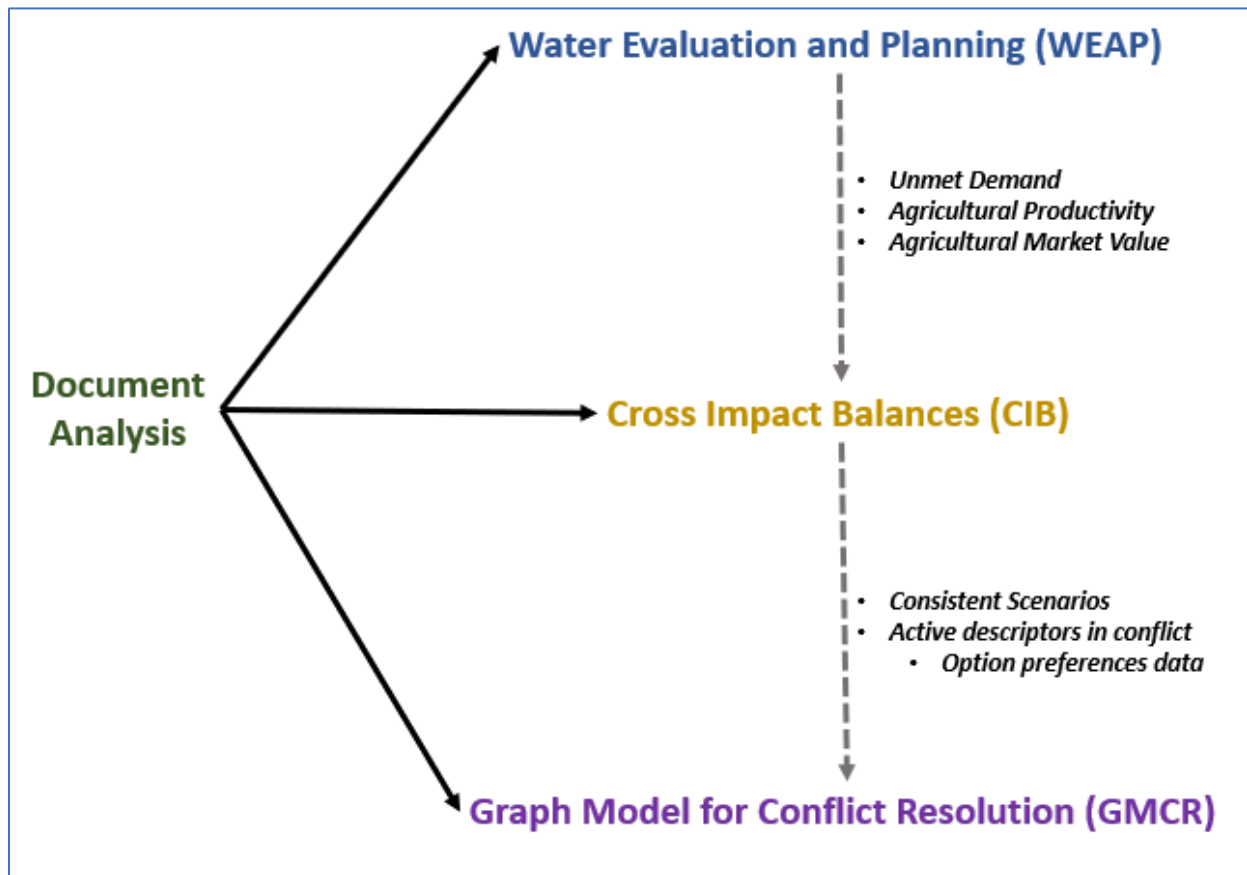 Water Evaluation and Planning (WEAP)
• Unmet Demand
• Agricultural Productivity
• Agricultural Market Value
Document
Analysis
Cross Impact Balances (CIB)
• Consistent Scenarios
• Active descriptors in conflict
• Option preferences data
Graph Model for Conflict Resolution (GMCR)